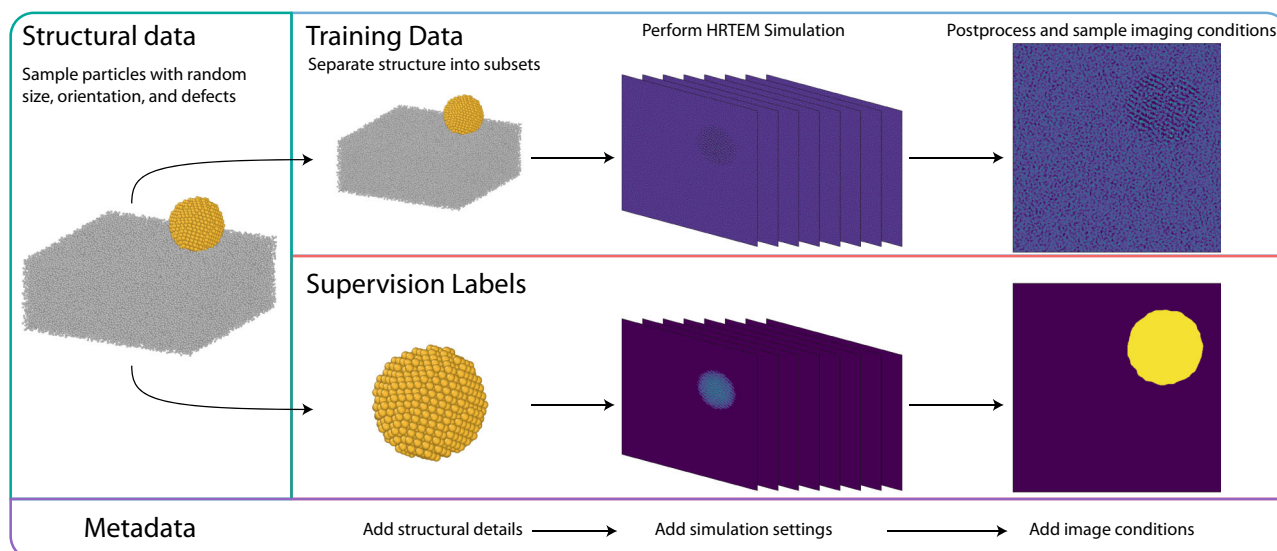 Structural data
Sample particles with random
size, orientation, and defects
Training Data
Separate structure into subsets
Perform HRTEM Simulation
Postprocess and sample imaging conditions
Supervision Labels
Metadata
Add structural details
Add simulation settings
Add image conditions